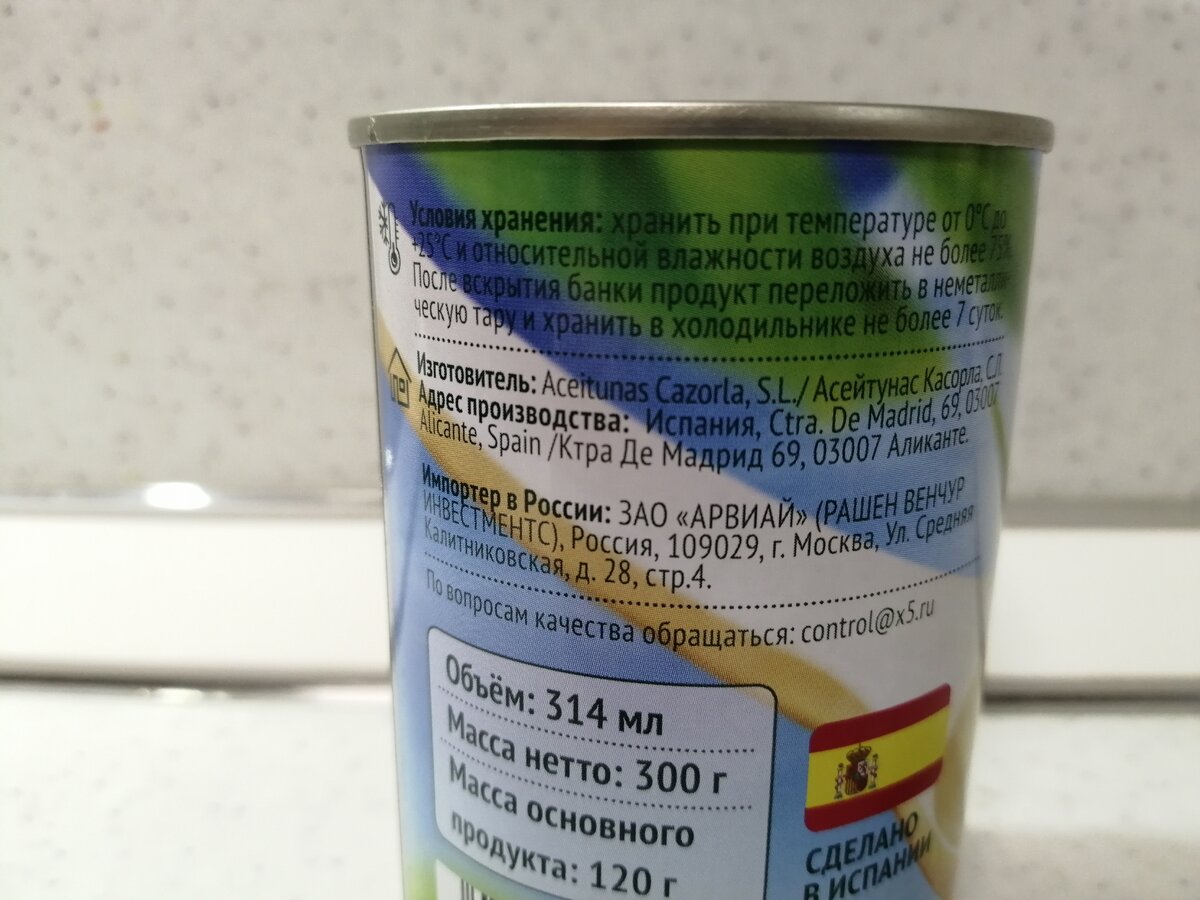 Условия хранения: хранить при температуре от 0°С до
+25°С и относительной влажности воздуха не более 75%.
После вскрытия банки продукт переложить в неметалли-
ческую тару и хранить в холодильнике не более 7 суток.
Изготовитель: Aceitunas Cazorla, S.L./ Асейтунас Касорла, С.Л.
Адрес производства: Испания, Ctra. De Madrid, 69, 03007
Alicante, Spain /Ктра Де Мадрид 69, 03007 Аликанте.
Импортер в России: ЗАО «АРВИАЙ» (РАШЕН ВЕНЧУР
ИНВЕСТМЕНТС), Россия, 109029, г. Москва, Ул. Средняя
Калитниковская, д. 28, стр.4.
По вопросам качества обращаться: control@x5.ru
Объём: 314 мл
Масса нетто: 300 г
Масса основного
продукта: 120 г
СДЕЛАНО
В ИСПАНИИ